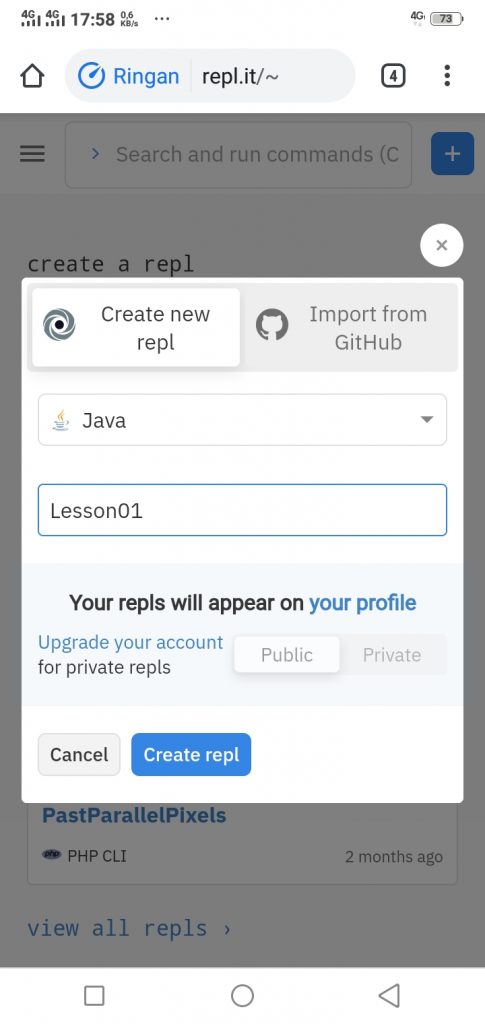 4G 4G 17:58 0,6 KB/s ... 4G 73
Ringan repl.it/~ 4
Search and run commands (C +
create a repl
Create new
repl
Import from
GitHub
Java
Lesson01
Your repls will appear on your profile
Upgrade your account
for private repls
Public Private
Cancel Create repl
PastParallelPixels
php PHP CLI 2 months ago
view all repls ›